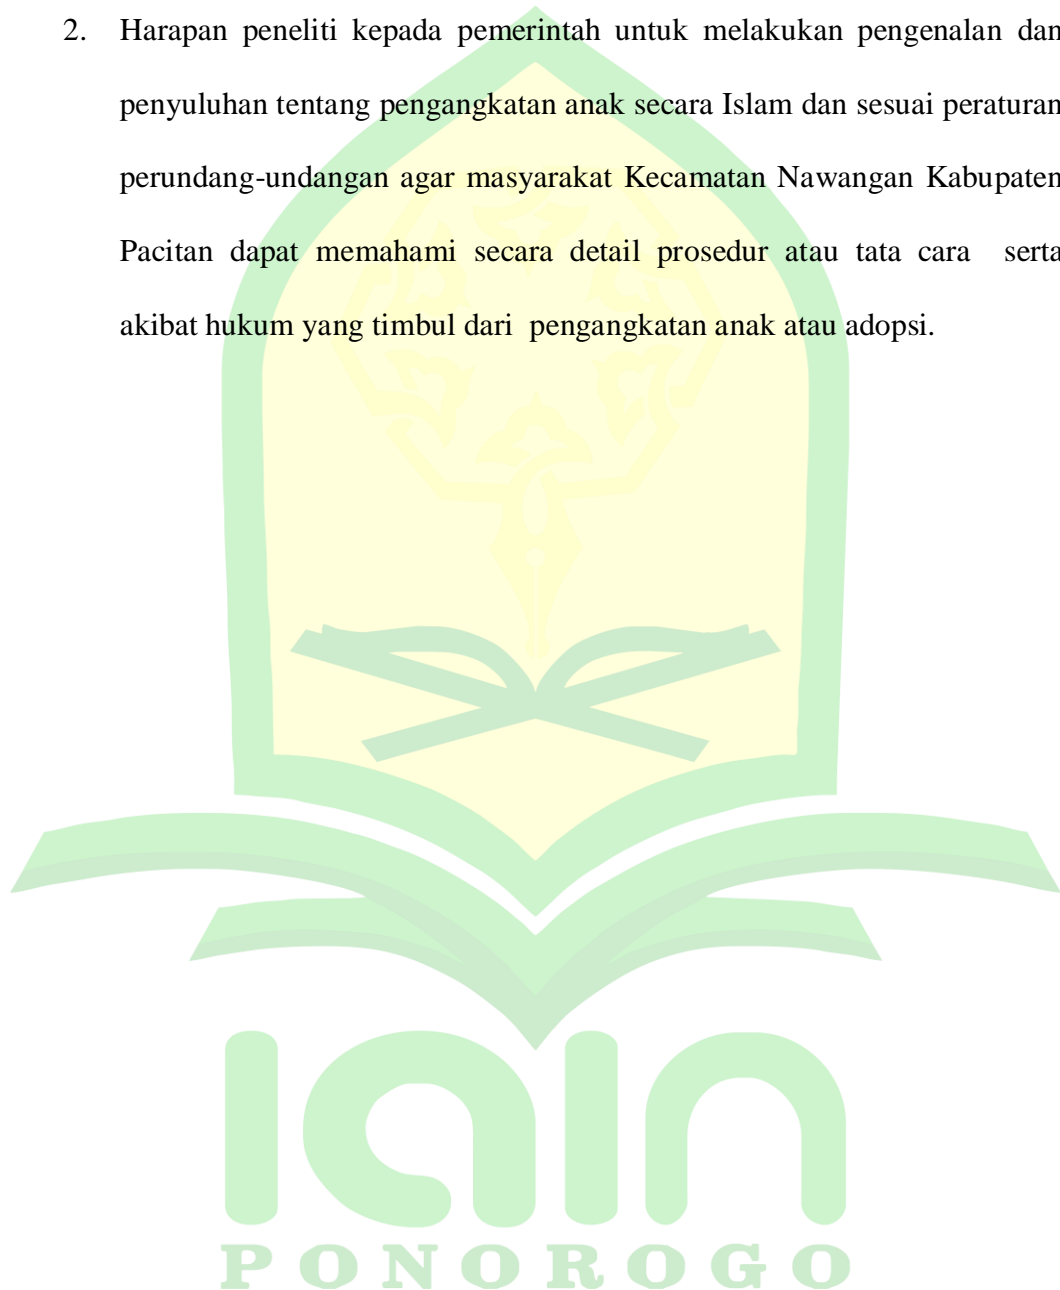 2. Harapan peneliti kepada pemerintah untuk melakukan pengenalan dan
penyuluhan tentang pengangkatan anak secara Islam dan sesuai peraturan
perundang-undangan agar masyarakat Kecamatan Nawangan Kabupaten
Pacitan dapat memahami secara detail prosedur atau tata cara serta
akibat hukum yang timbul dari pengangkatan anak atau adopsi.
IAIN
PONOROGO